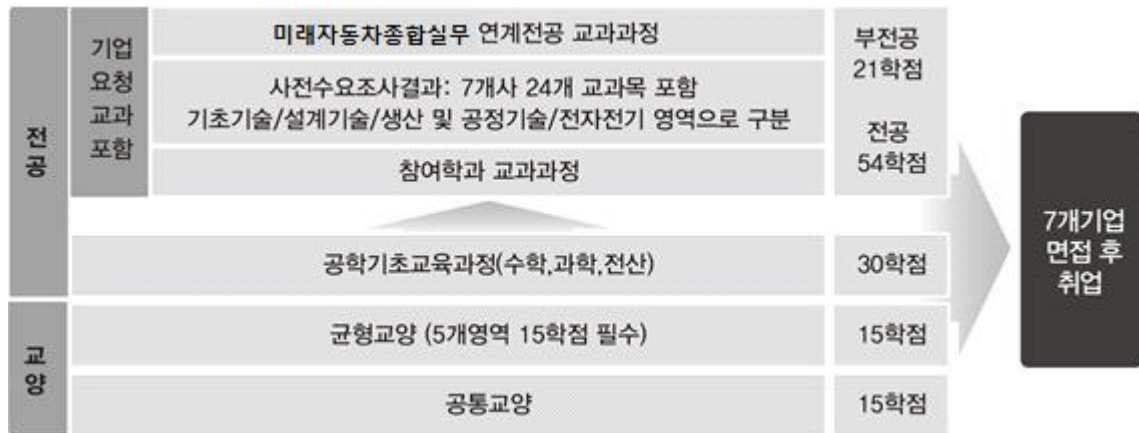 전공
기업
요청
교과
포함
미래자동차종합실무 연계전공 교과과정
사전수요조사결과: 7개사 24개 교과목 포함
기초기술/설계기술/생산 및 공정기술/전자전기 영역으로 구분
참여학과 교과과정
부전공
21학점
전공
54학점
공학기초교육과정(수학,과학,전산)
30학점
교양
균형교양 (5개영역 15학점 필수)
15학점
공통교양
15학점
7개기업
면접 후
취업